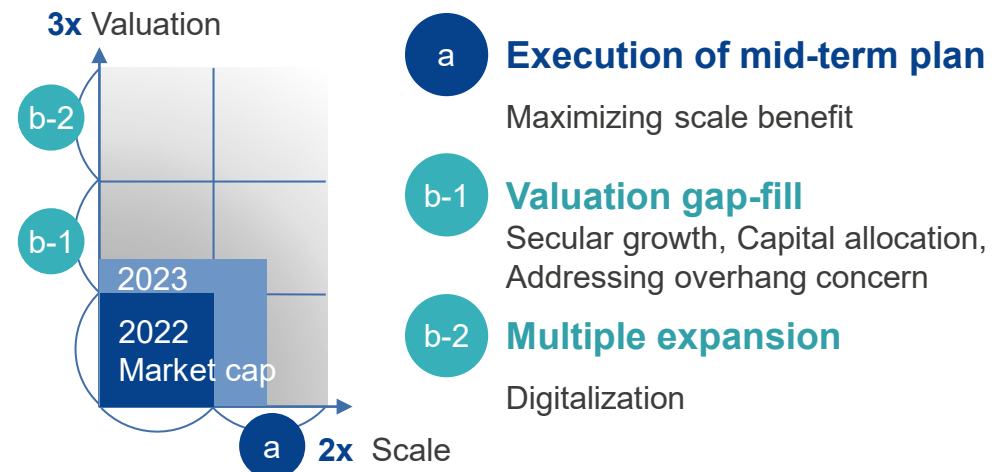 3x Valuation
b-2
b-1
2023
2022
Market cap
a
2x Scale
a
Execution of mid-term plan
Maximizing scale benefit
b-1
Valuation gap-fill
Secular growth, Capital allocation,
Addressing overhang concern
b-2
Multiple expansion
Digitalization